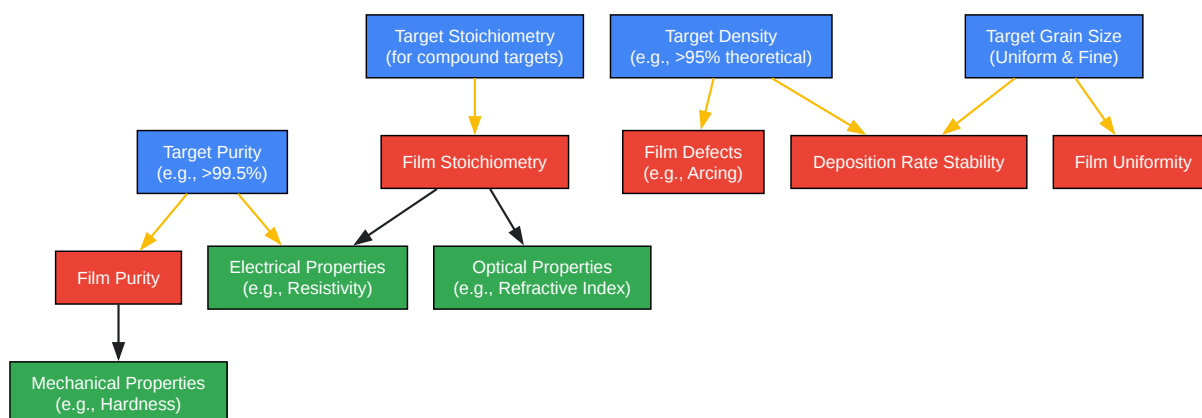 Target Stoichiometry
(for compound targets)
Target Density
(e.g., >95% theoretical)
Target Grain Size
(Uniform & Fine)
Target Purity
(e.g., >99.5%)
Film Stoichiometry
Film Defects
(e.g., Arcing)
Deposition Rate Stability
Film Uniformity
Film Purity
Electrical Properties
(e.g., Resistivity)
Optical Properties
(e.g., Refractive Index)
Mechanical Properties
(e.g., Hardness)